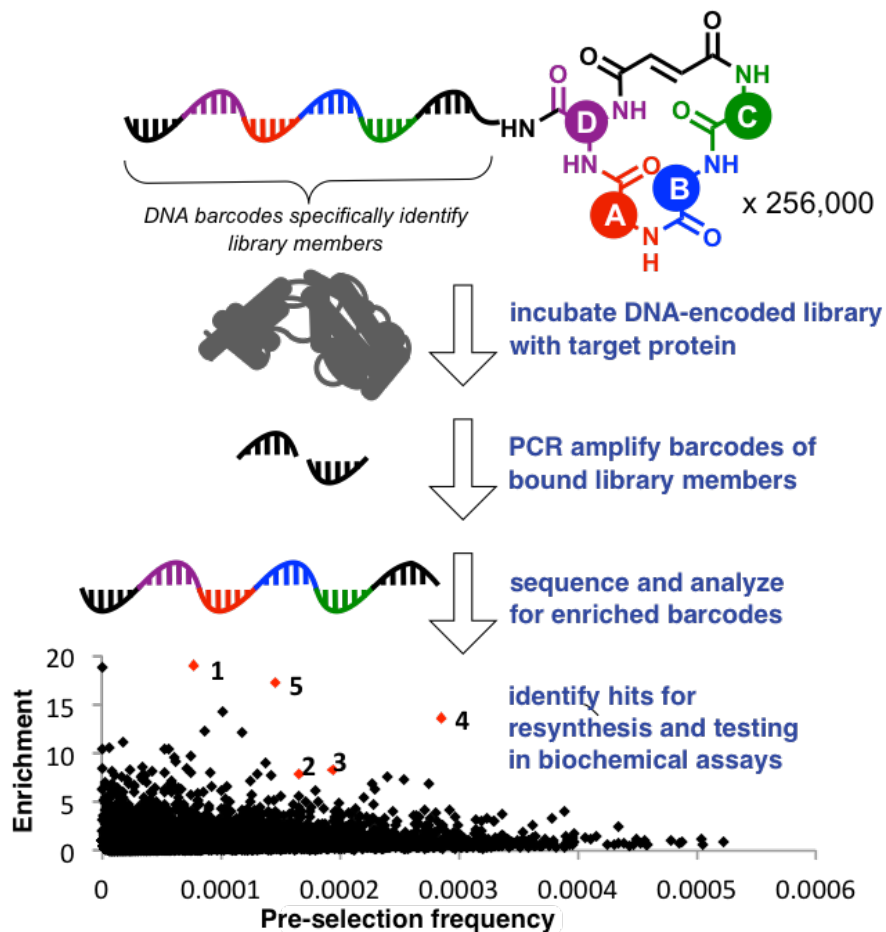 O
O
O
NH
O
NH
D
C
HN
O
HN
O
NH
B
A
N
H
O
x 256,000
DNA barcodes specifically identify
library members
incubate DNA-encoded library
with target protein
PCR amplify barcodes of
bound library members
sequence and analyze
for enriched barcodes
identify hits for
resynthesis and testing
in biochemical assays
Enrichment
20
15
10
5
0
1
5
4
2
3
0
0.0001
0.0002
0.0003
0.0004
0.0005
0.0006
Pre-selection frequency